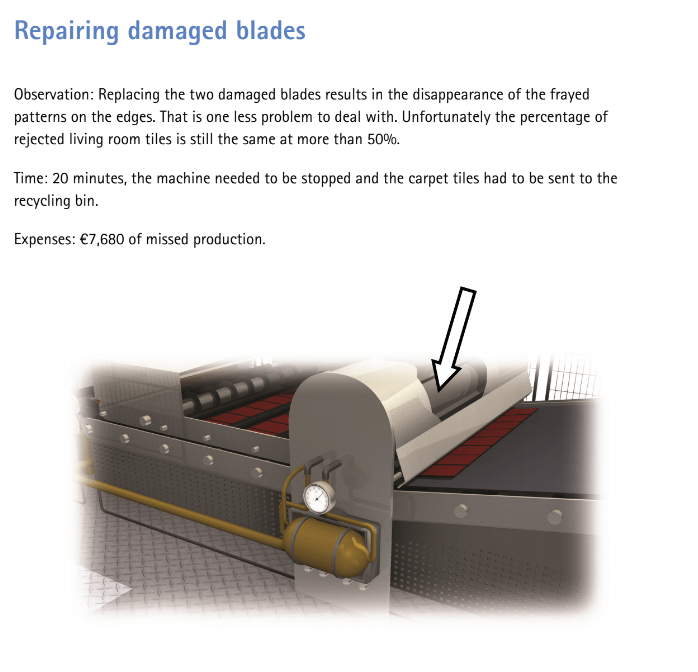 Repairing damaged blades
Observation: Replacing the two damaged blades results in the disappearance of the frayed
patterns on the edges. That is one less problem to deal with. Unfortunately the percentage of
rejected living room tiles is still the same at more than 50%.
Time: 20 minutes, the machine needed to be stopped and the carpet tiles had to be sent to the
recycling bin.
Expenses: €7,680 of missed production.